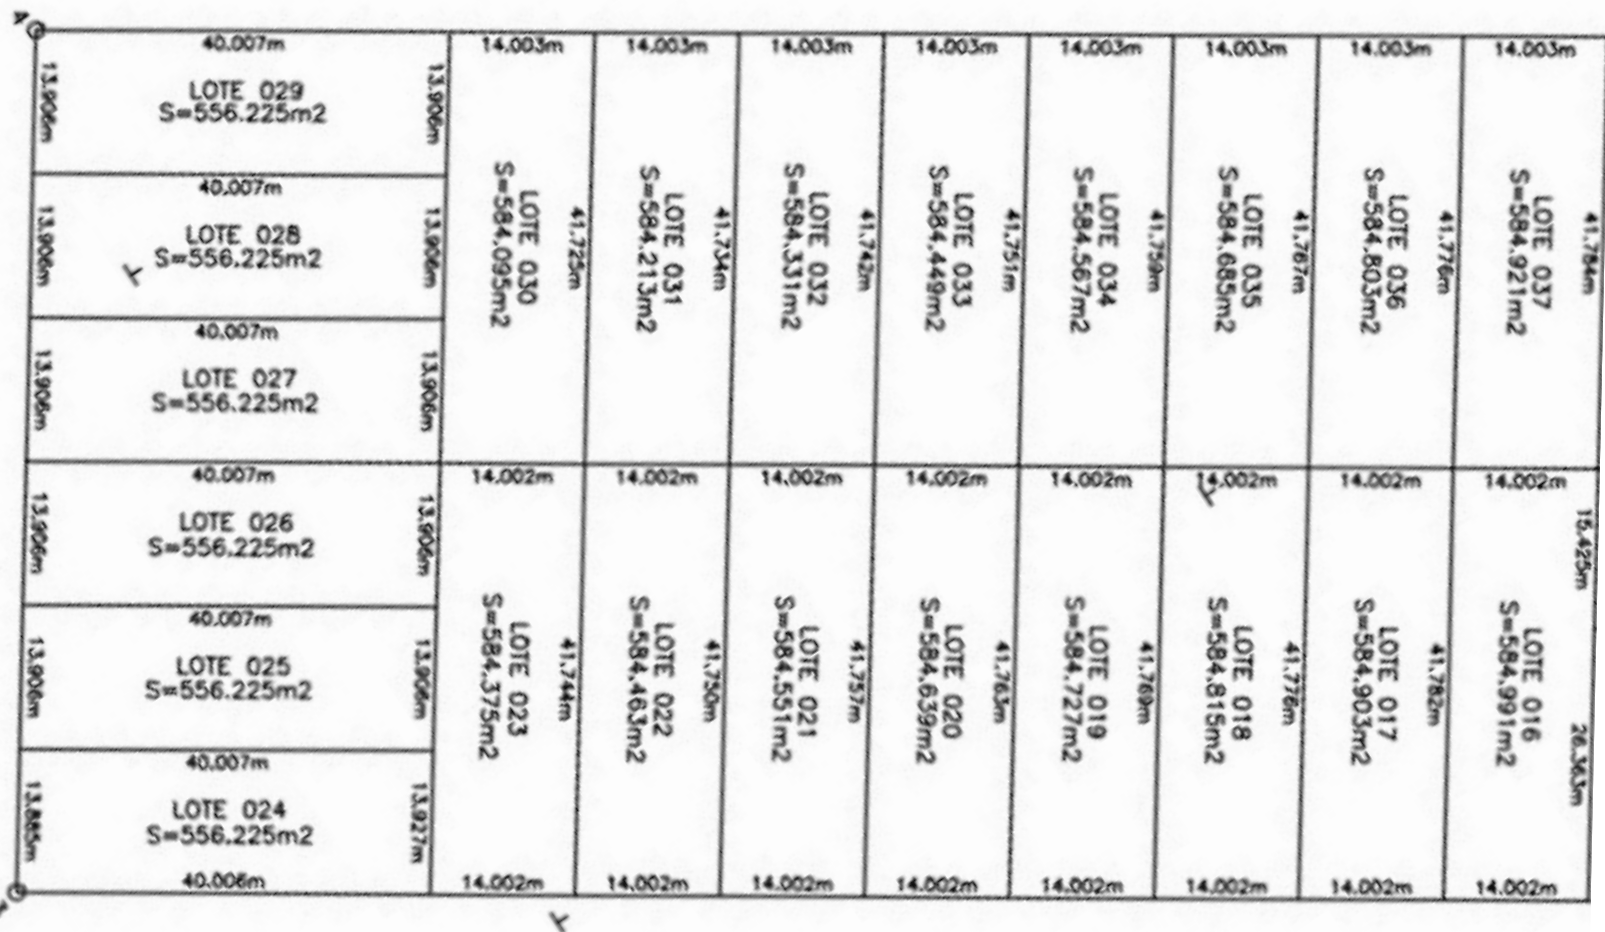 A
40.007m
13.906m
LOTE 029
S=556.225m2
13.906m
40.007m
13.906m
LOTE 028
S=556.225m2
13.906m
40.007m
13.906m
LOTE 027
S=556.225m2
13.906m
40.007m
13.906m
LOTE 026
S=556.225m2
13.906m
40.007m
13.906m
LOTE 025
S=556.225m2
13.906m
40.007m
13.885m
LOTE 024
S=556.225m2
13.927m
40.006m
14.003m
LOTE 030
S=584.095m2
41.725m
14.003m
LOTE 031
S=584.213m2
41.734m
14.003m
LOTE 032
S=584.331m2
41.742m
14.003m
LOTE 033
S=584.449m2
41.751m
14.003m
LOTE 034
S=584.567m2
41.759m
14.003m
LOTE 035
S=584.685m2
41.767m
14.003m
LOTE 036
S=584.803m2
41.776m
14.003m
LOTE 037
S=584.921m2
41.784m
14.002m
LOTE 023
S=584.375m2
41.744m
14.002m
14.002m
LOTE 022
S=584.463m2
41.750m
14.002m
14.002m
LOTE 021
S=584.551m2
41.757m
14.002m
14.002m
LOTE 020
S=584.639m2
41.763m
14.002m
14.002m
LOTE 019
S=584.727m2
41.769m
14.002m
14.002m
LOTE 018
S=584.815m2
41.776m
14.002m
14.002m
LOTE 017
S=584.903m2
41.782m
14.002m
14.002m
LOTE 016
S=584.991m2
15.425m
26.363m
14.002m